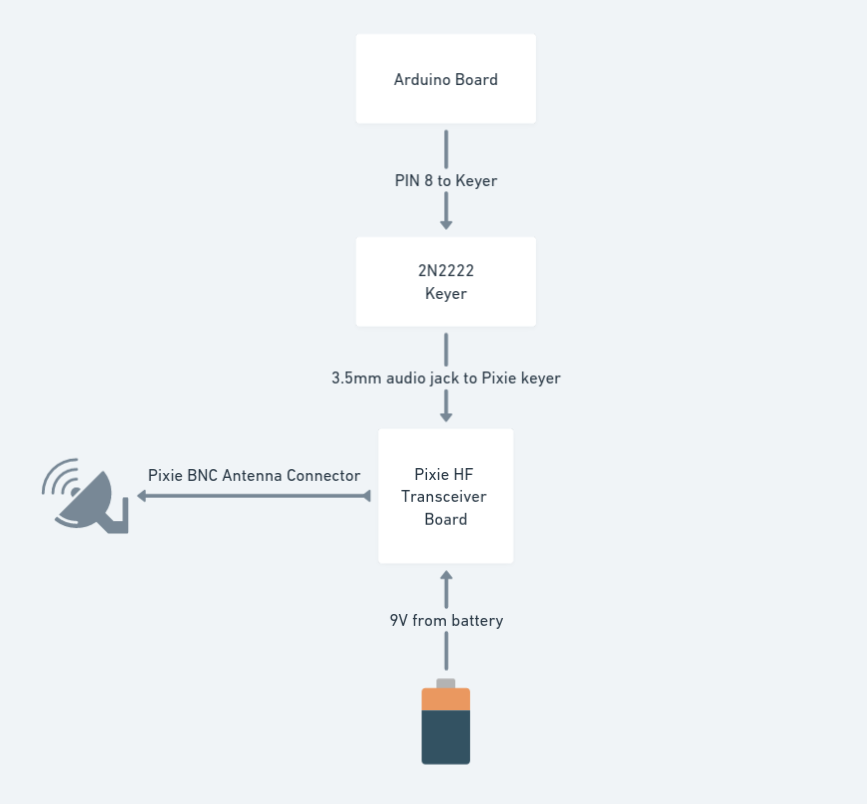 Arduino Board
PIN 8 to Keyer
2N2222
Keyer
3.5mm audio jack to Pixie keyer
Pixie BNC Antenna Connector
Pixie HF
Transceiver
Board
9V from battery